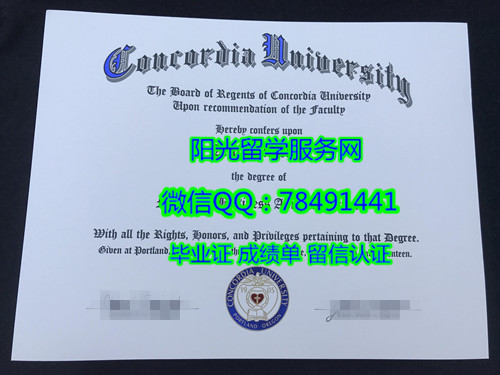 Concordia University
The Board of Regents of Concordia University
Upon recommendation of the Faculty
Hereby confers upon
阳光留学服务网
the degree of
微信QQ：78491441
With all the Rights, Honors, and Privileges pertaining to that Degree.
Given at Portland,
毕业证 成绩单 留信认证
CONCORDIA UNIVERSITY
1905
PORTLAND OREGON